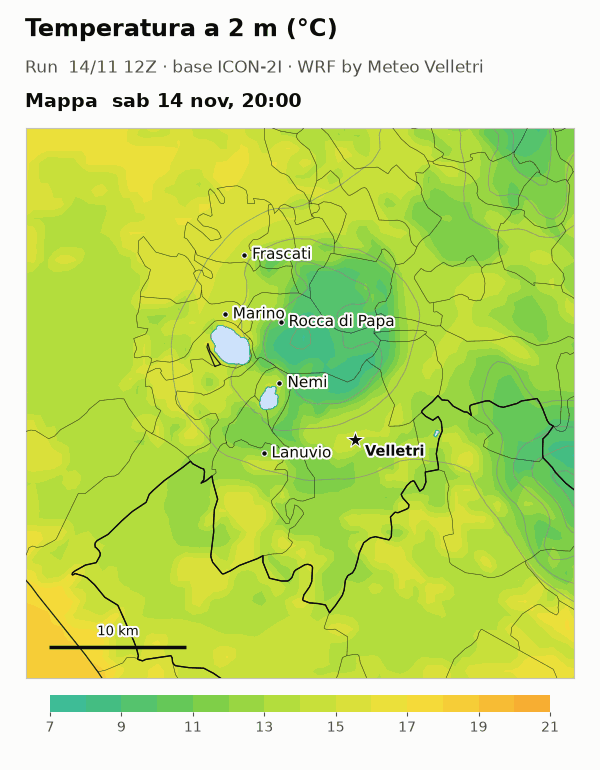 Temperatura a 2 m (°C)
Run  14/11 12Z · base ICON-2I · WRF by Meteo Velletri
Mappa  sab 14 nov, 20:00
Frascati
Marino
Rocca di Papa
Nemi
Velletri
Lanuvio
10 km
7 9 11 13 15 17 19 21